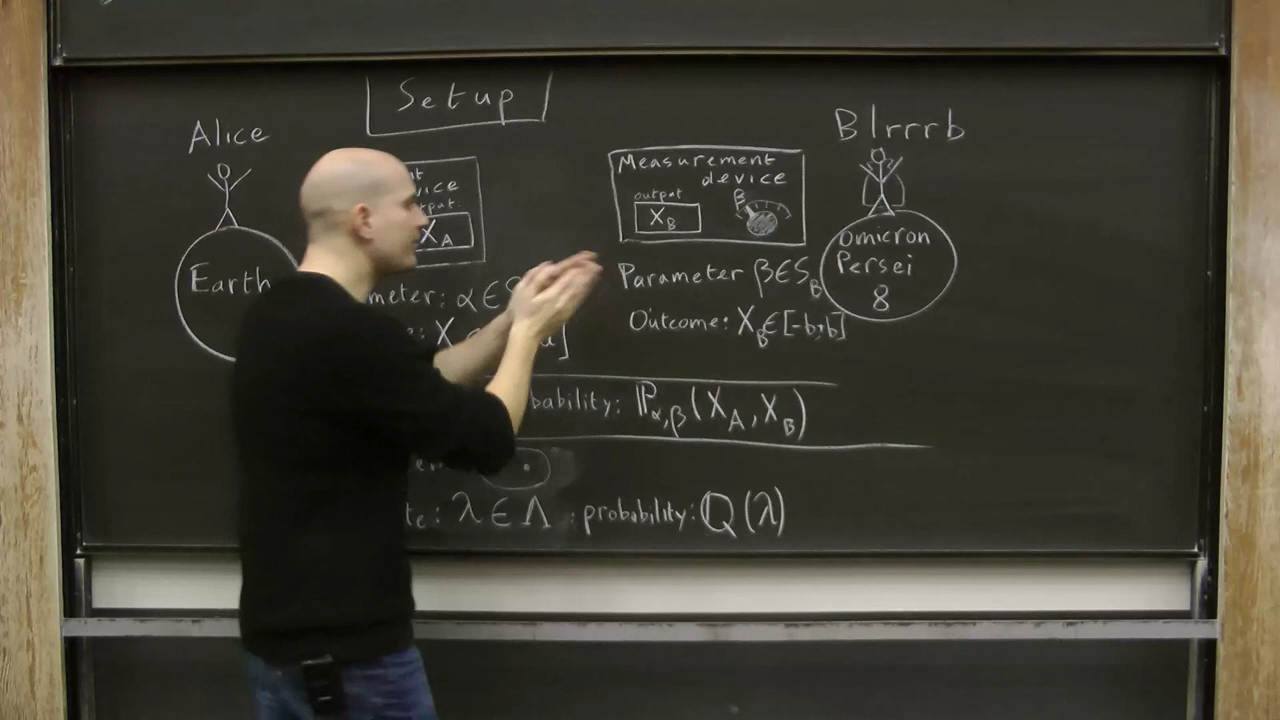 Setup
Alice
Earth
output
X_A
Measurement
device
output
X_B
β
Blrrrb
Omicron
Persei
8
α ∈
Parameter β∈S_B
Outcome: X_B∈[-b,b]
ℙ_α,β(X_A,X_B)
λ ∈ Λ
probability: ℚ(λ)